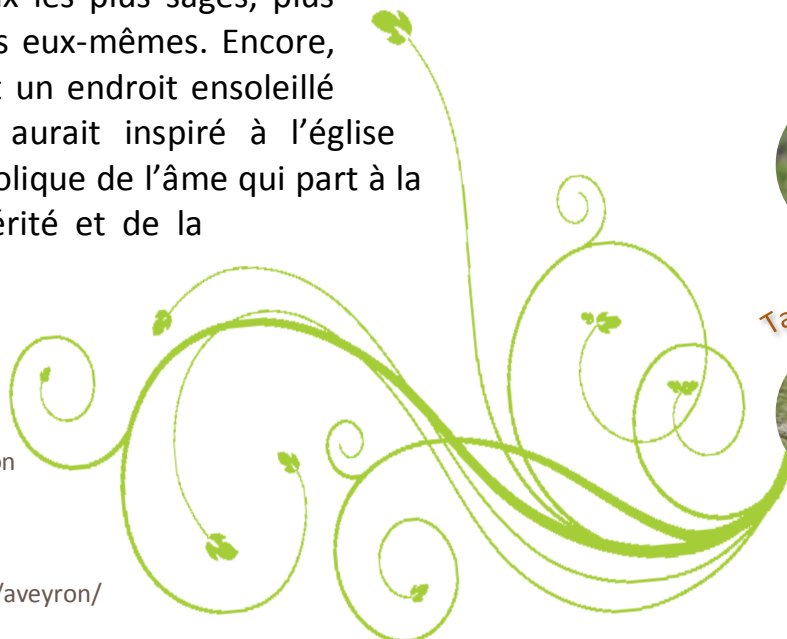 x les plus sages, plus
s eux-mêmes. Encore,
t un endroit ensoleillé
aurait inspiré à l’église
olique de l’âme qui part à la
érité et de la
Ta
on
/aveyron/